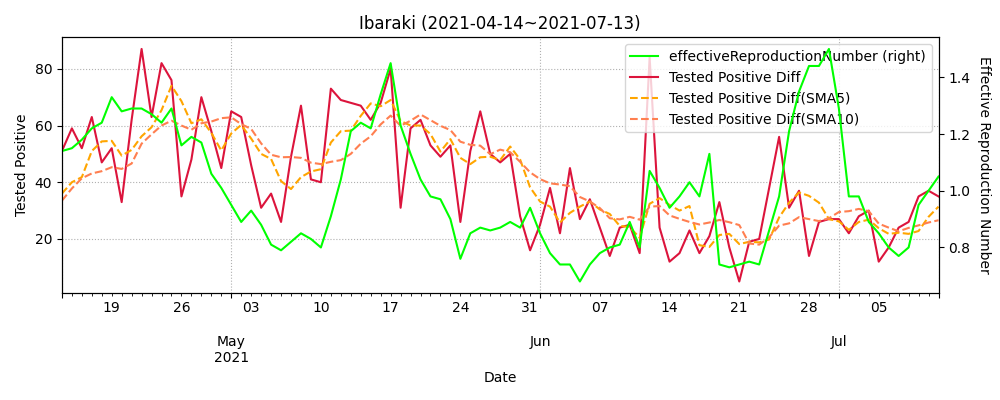 Ibaraki (2021-04-14~2021-07-13)
effectiveReproductionNumber (right)
Tested Positive Diff
Tested Positive Diff(SMA5)
Tested Positive Diff(SMA10)
Tested Positive
80
60
40
20
1.4
1.2
1.0
0.8
Effective Reproduction Number
19 26 03 10 17 24 31 07 14 21 28 05
May Jun Jul
2021
Date